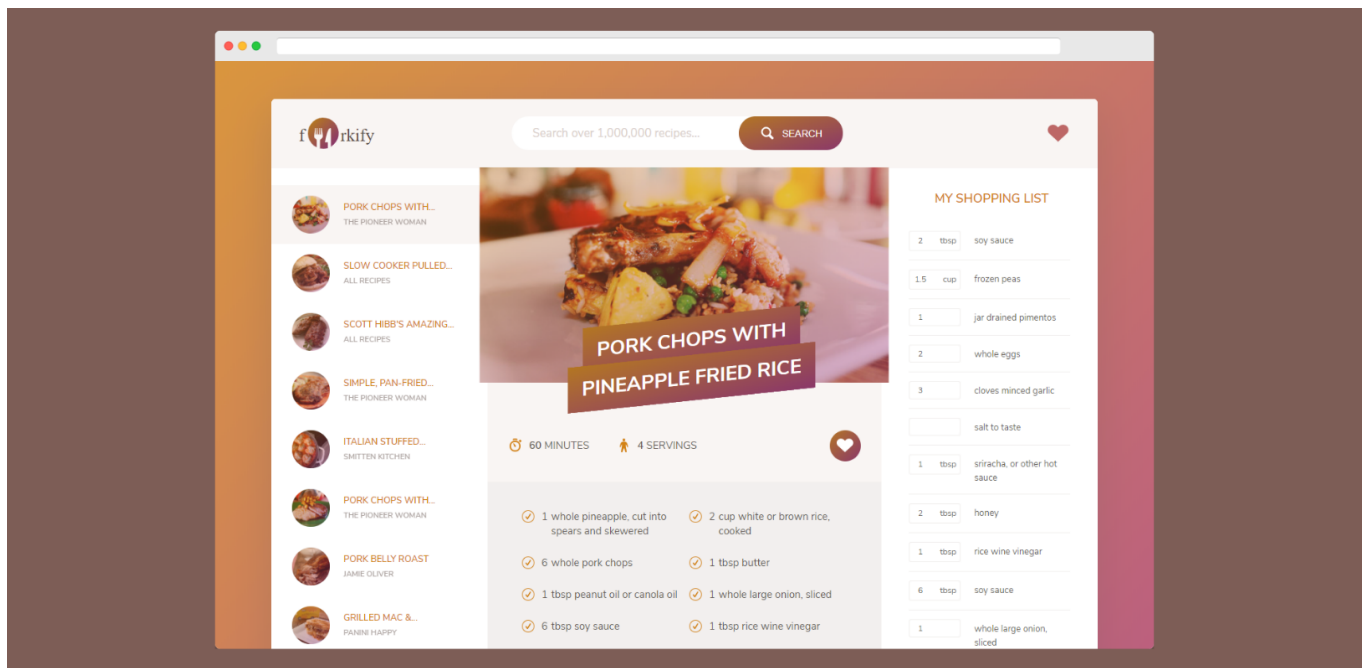 forkify
Search over 1,000,000 recipes...
SEARCH
PORK CHOPS WITH...
THE PIONEER WOMAN
SLOW COOKER PULLED...
ALL RECIPES
SCOTT HIBB'S AMAZING...
ALL RECIPES
SIMPLE, PAN-FRIED...
THE PIONEER WOMAN
ITALIAN STUFFED...
SMITTEN KITCHEN
PORK CHOPS WITH...
THE PIONEER WOMAN
PORK BELLY ROAST
JAMIE OLIVER
GRILLED MAC &...
PANINI HAPPY
PORK CHOPS WITH
PINEAPPLE FRIED RICE
60 MINUTES
4 SERVINGS
1 whole pineapple, cut into
spears and skewered
2 cup white or brown rice,
cooked
6 whole pork chops
1 tbsp butter
1 tbsp peanut oil or canola oil
1 whole large onion, sliced
6 tbsp soy sauce
1 tbsp rice wine vinegar
MY SHOPPING LIST
2 tbsp soy sauce
1.5 cup frozen peas
1 jar drained pimentos
2 whole eggs
3 cloves minced garlic
salt to taste
1 tbsp sriracha, or other hot
sauce
2 tbsp honey
1 tbsp rice wine vinegar
6 tbsp soy sauce
1 whole large onion,
sliced